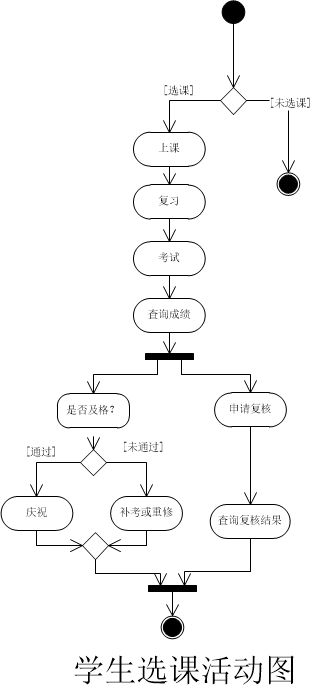 [选课]
[未选课]
上课
复习
考试
查询成绩
是否及格？
申请复核
[通过]
[未通过]
庆祝
补考或重修
查询复核结果
学生选课活动图